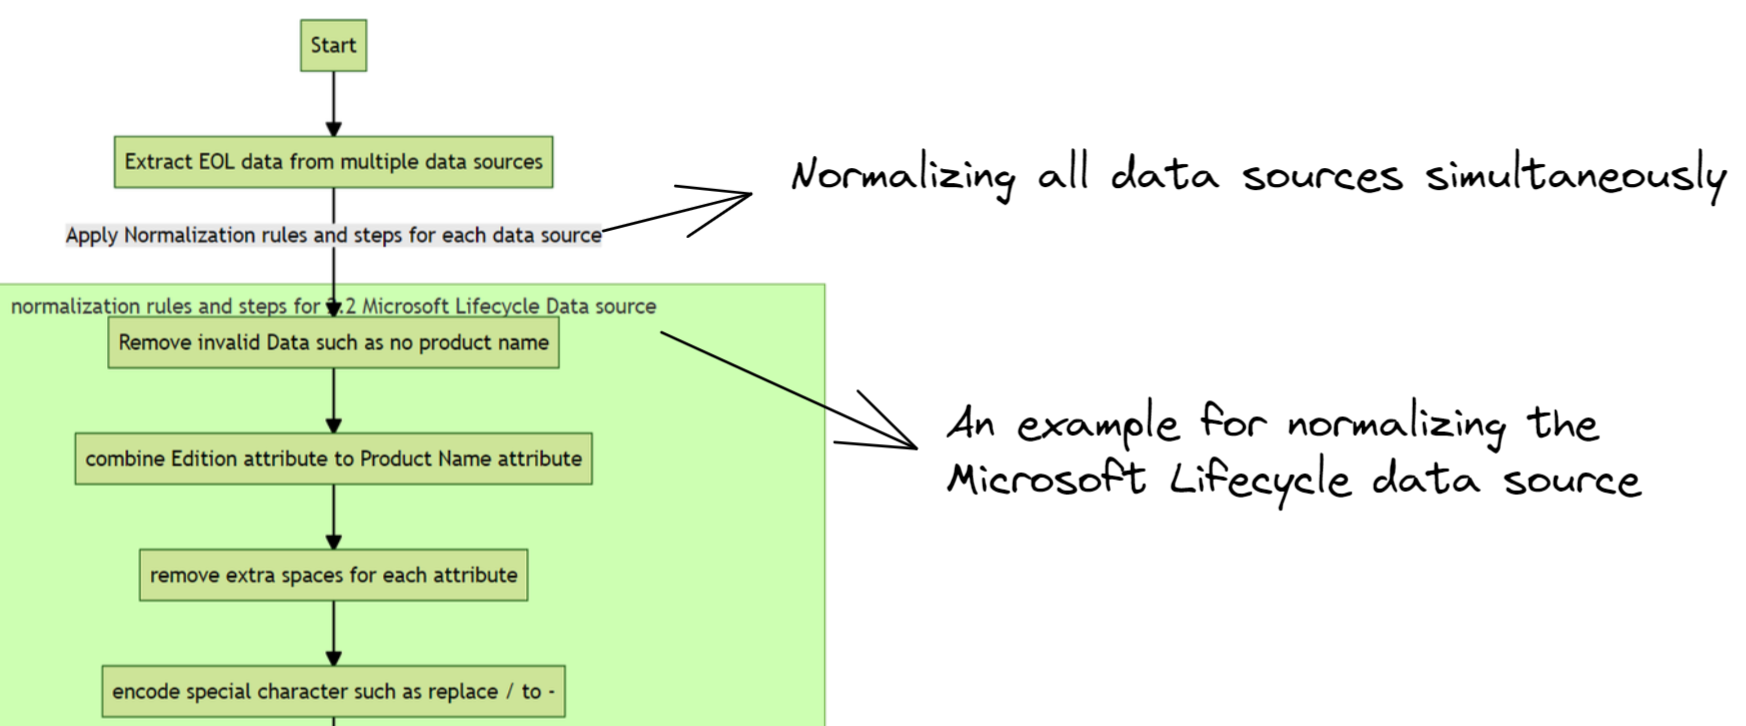 Start
Extract EOL data from multiple data sources
Normalizing all data sources simultaneously
Apply Normalization rules and steps for each data source
normalization rules and steps for .2 Microsoft Lifecycle Data source
Remove invalid Data such as no product name
An example for normalizing the
Microsoft Lifecycle data source
combine Edition attribute to Product Name attribute
remove extra spaces for each attribute
encode special character such as replace / to -